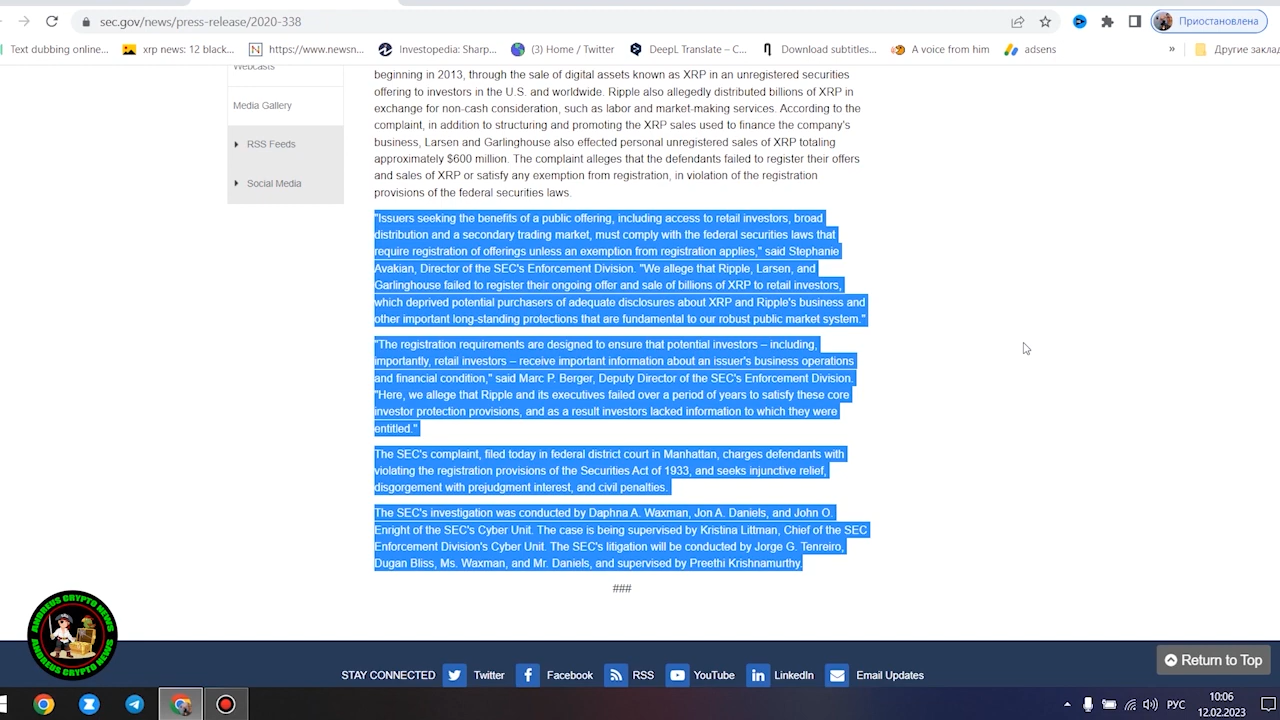 sec.gov/news/press-release/2020-338
Приостановлена
Text dubbing online...
xrp news: 12 black...
https://www.newsn...
Investopedia: Sharp...
(3) Home / Twitter
DeepL Translate – C...
Download subtitles...
A voice from him
adsens
»
Другие заклад
Webcasts
Media Gallery
RSS Feeds
Social Media
beginning in 2013, through the sale of digital assets known as XRP in an unregistered securities
offering to investors in the U.S. and worldwide. Ripple also allegedly distributed billions of XRP in
exchange for non-cash consideration, such as labor and market-making services. According to the
complaint, in addition to structuring and promoting the XRP sales used to finance the company's
business, Larsen and Garlinghouse also effected personal unregistered sales of XRP totaling
approximately $600 million. The complaint alleges that the defendants failed to register their offers
and sales of XRP or satisfy any exemption from registration, in violation of the registration
provisions of the federal securities laws.
"Issuers seeking the benefits of a public offering, including access to retail investors, broad
distribution and a secondary trading market, must comply with the federal securities laws that
require registration of offerings unless an exemption from registration applies," said Stephanie
Avakian, Director of the SEC's Enforcement Division. "We allege that Ripple, Larsen, and
Garlinghouse failed to register their ongoing offer and sale of billions of XRP to retail investors,
which deprived potential purchasers of adequate disclosures about XRP and Ripple's business and
other important long-standing protections that are fundamental to our robust public market system."
"The registration requirements are designed to ensure that potential investors – including,
importantly, retail investors – receive important information about an issuer's business operations
and financial condition," said Marc P. Berger, Deputy Director of the SEC's Enforcement Division.
"Here, we allege that Ripple and its executives failed over a period of years to satisfy these core
investor protection provisions, and as a result investors lacked information to which they were
entitled."
The SEC's complaint, filed today in federal district court in Manhattan, charges defendants with
violating the registration provisions of the Securities Act of 1933, and seeks injunctive relief,
disgorgement with prejudgment interest, and civil penalties.
The SEC's investigation was conducted by Daphna A. Waxman, Jon A. Daniels, and John O.
Enright of the SEC's Cyber Unit. The case is being supervised by Kristina Littman, Chief of the SEC
Enforcement Division's Cyber Unit. The SEC's litigation will be conducted by Jorge G. Tenreiro,
Dugan Bliss, Ms. Waxman, and Mr. Daniels, and supervised by Preethi Krishnamurthy.
###
ANDREUS CRYPTO NEWS
ANDREUS CRYPTO NEWS
Return to Top
STAY CONNECTED
Twitter
Facebook
RSS
YouTube
LinkedIn
Email Updates
РУС
10:06
12.02.2023